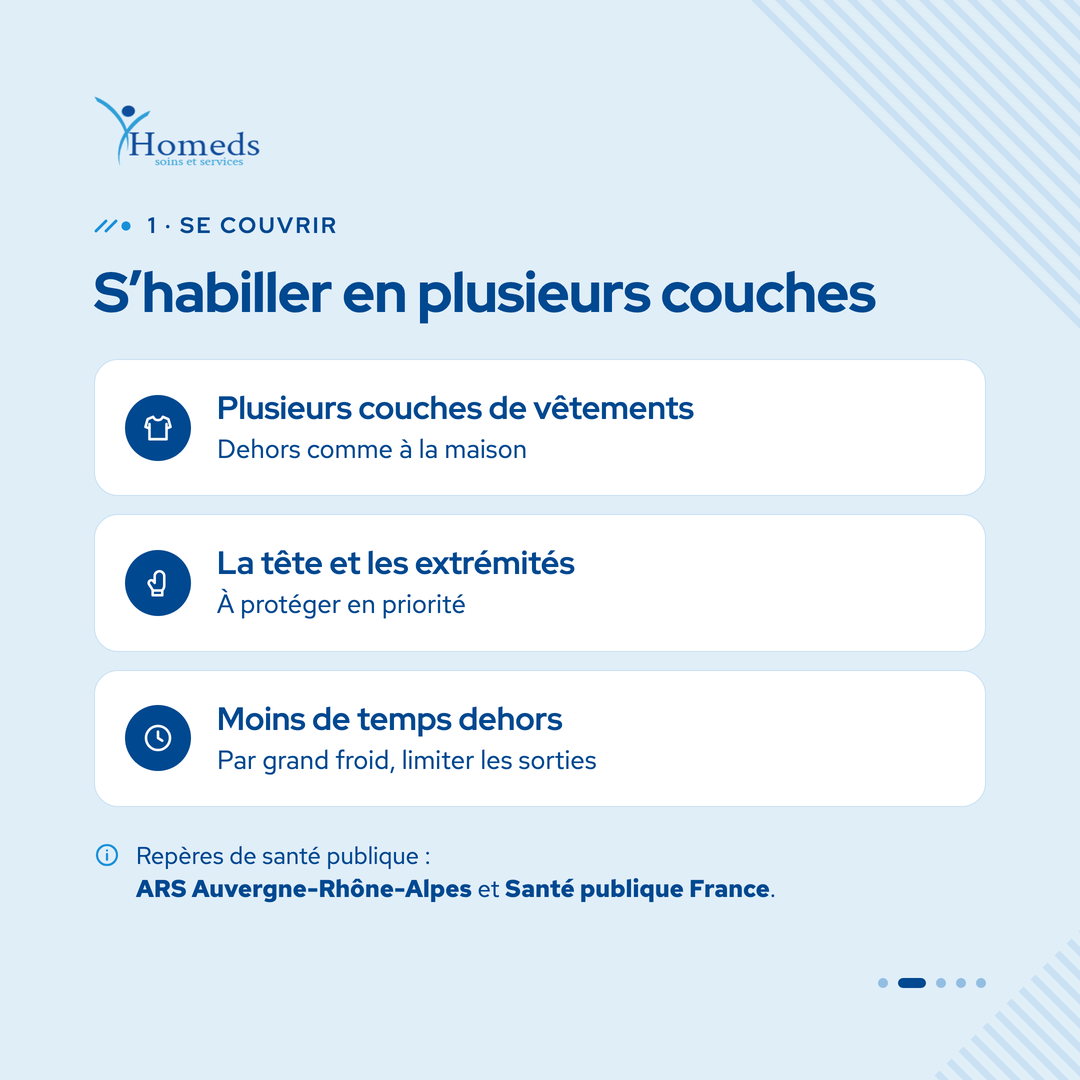 Homeds
soins et services
1 · SE COUVRIR
S’habiller en plusieurs couches
Plusieurs couches de vêtements
Dehors comme à la maison
La tête et les extrémités
À protéger en priorité
Moins de temps dehors
Par grand froid, limiter les sorties
Repères de santé publique :
ARS Auvergne-Rhône-Alpes et Santé publique France.